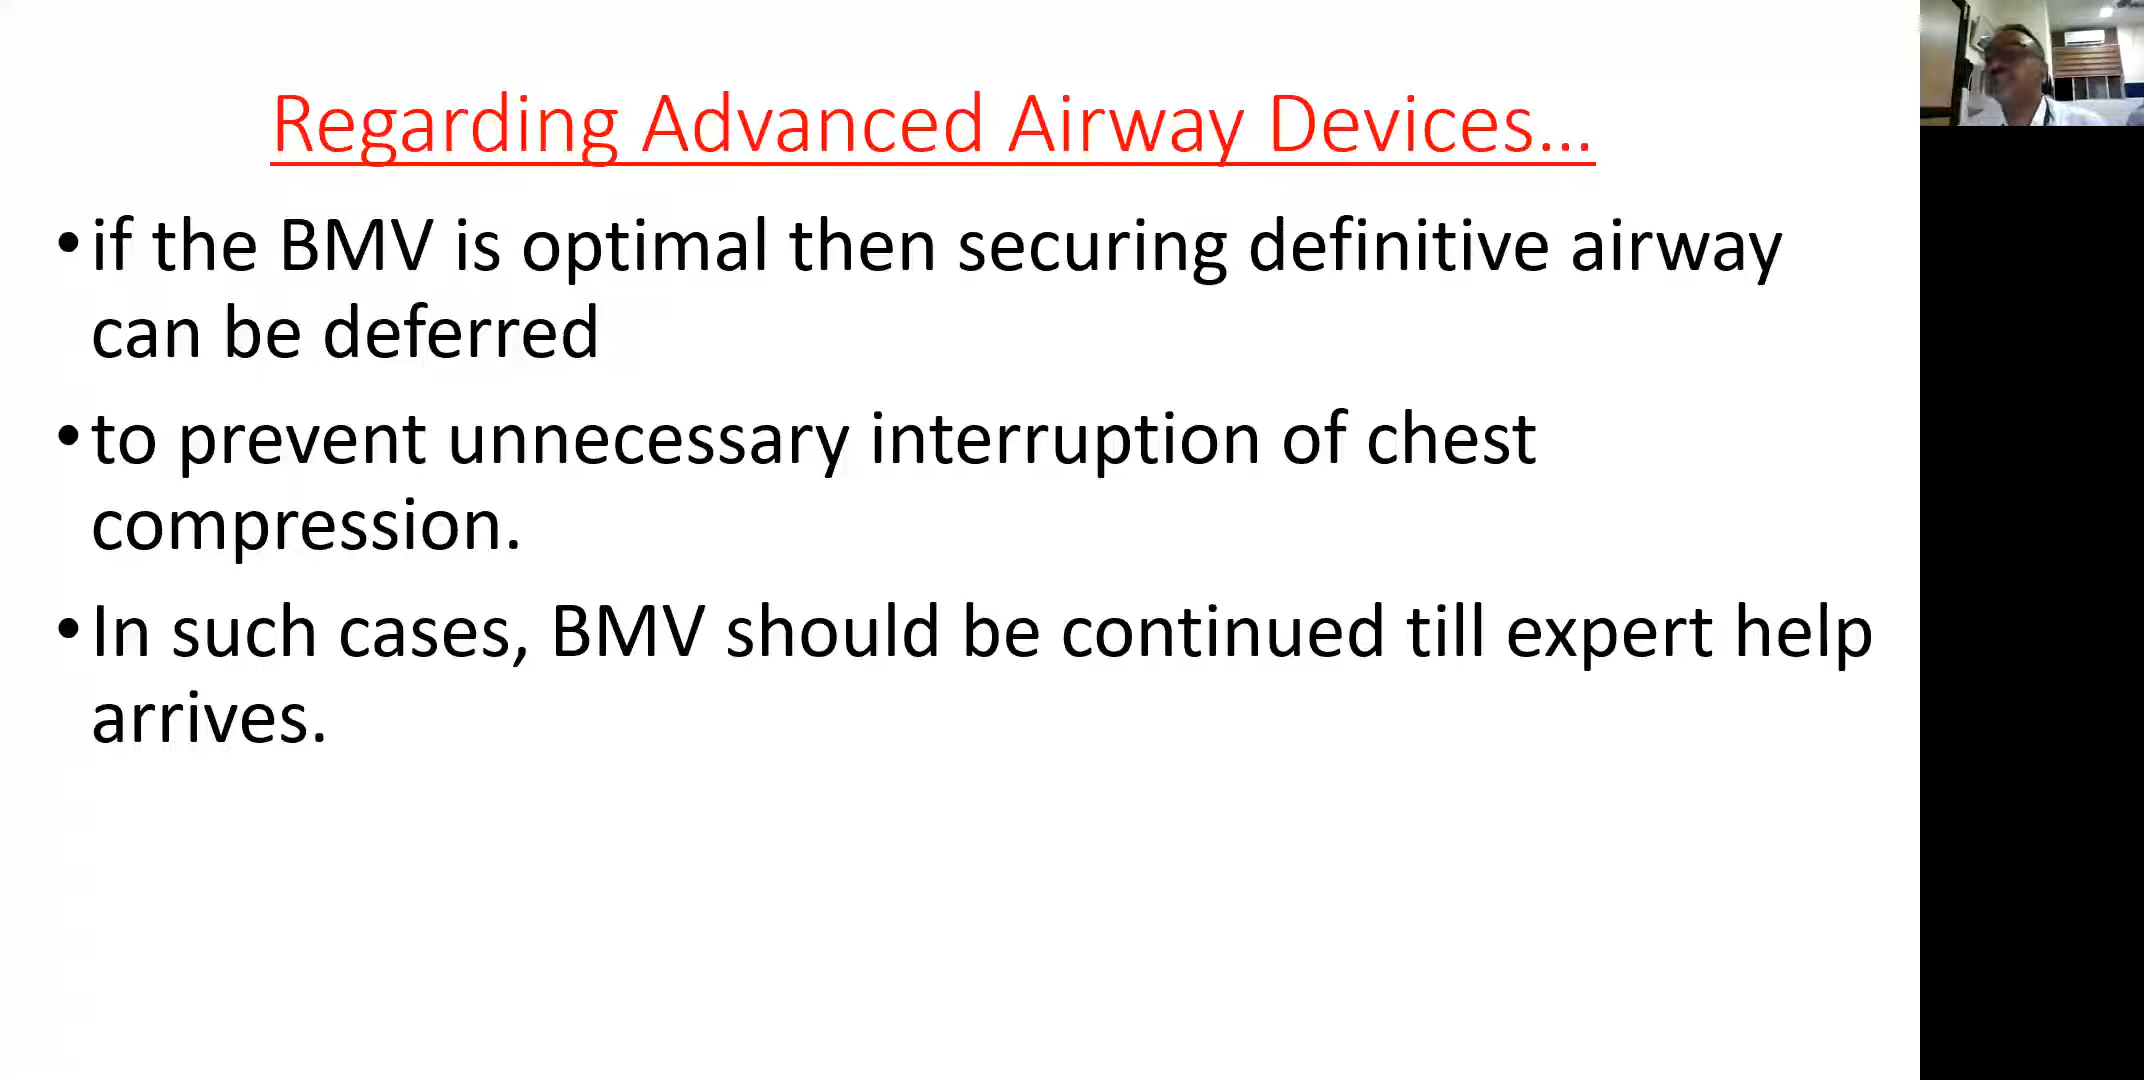 Regarding Advanced Airway Devices...
•if the BMV is optimal then securing definitive airway
can be deferred
•to prevent unnecessary interruption of chest
compression.
•In such cases, BMV should be continued till expert help
arrives.